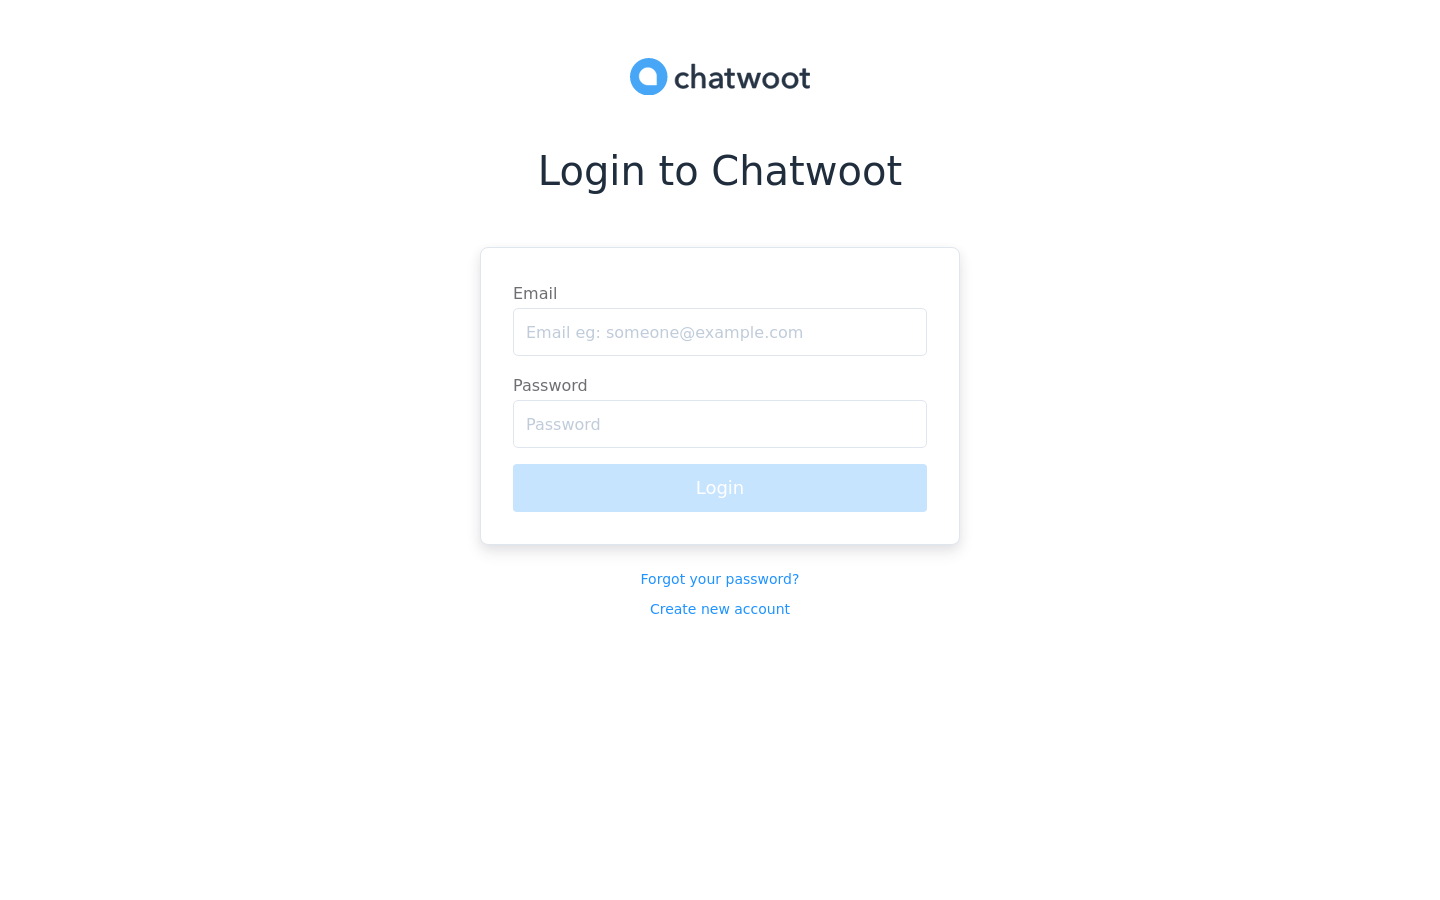 chatwoot
Login to Chatwoot
Email
Email eg: someone@example.com
Password
Password
Login
Forgot your password?
Create new account